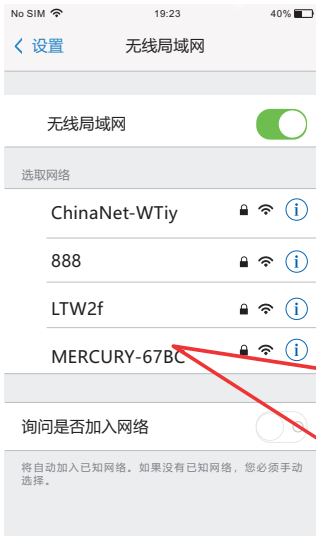 No SIM 19:23 40%
设置 无线局域网
无线局域网
选取网络
ChinaNet-WTiy
888
LTW2f
MERCURY-67BC
询问是否加入网络
将自动加入已知网络。如果没有已知网络，您必须手动
选择。